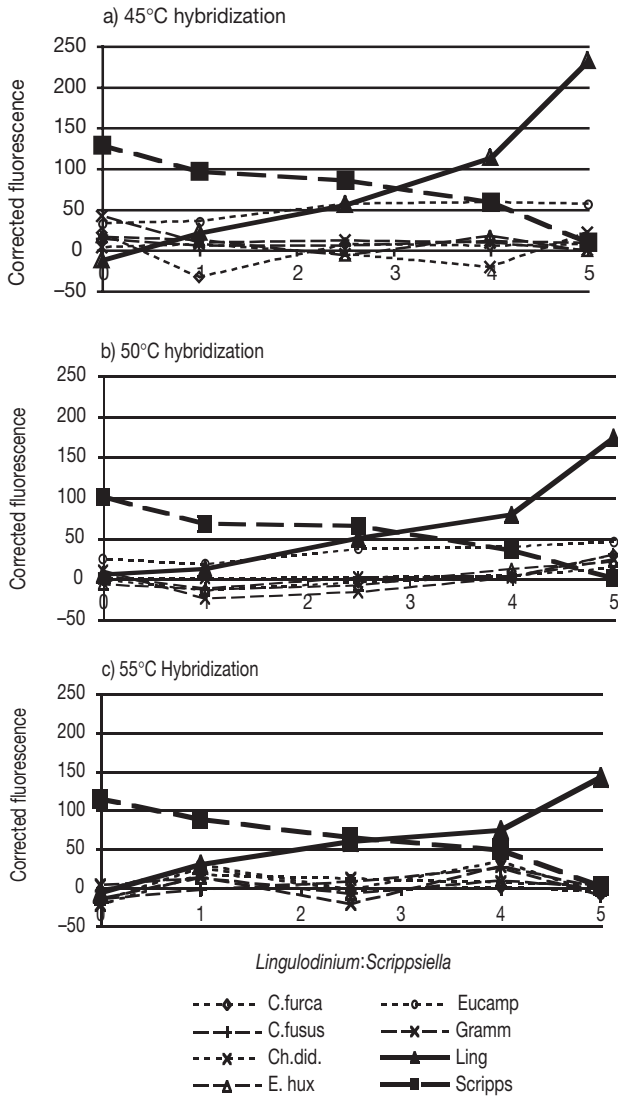 a) 45°C hybridization
Corrected fluorescence
250
200
150
100
50
0
–50
0 1 2 3 4 5
b) 50°C hybridization
Corrected fluorescence
250
200
150
100
50
0
–50
0 1 2 3 4 5
c) 55°C Hybridization
Corrected fluorescence
250
200
150
100
50
0
–50
0 1 2 3 4 5
Lingulodinium:Scrippsiella
C.furca Eucamp
C.fusus Gramm
Ch.did. Ling
E. hux Scripps